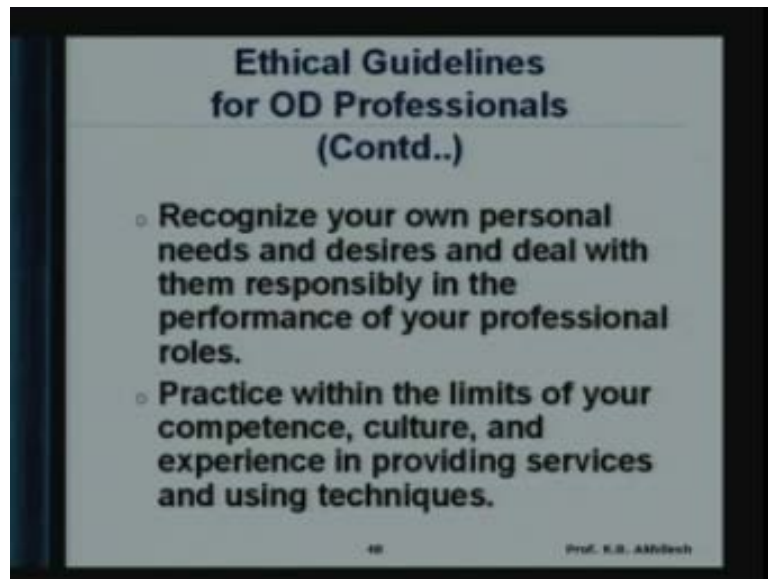 Ethical Guidelines
for OD Professionals
(Contd..)
Recognize your own personal
needs and desires and deal with
them responsibly in the
performance of your professional
roles.
Practice within the limits of your
competence, culture, and
experience in providing services
and using techniques.
Prof. K.B. Akhilesh